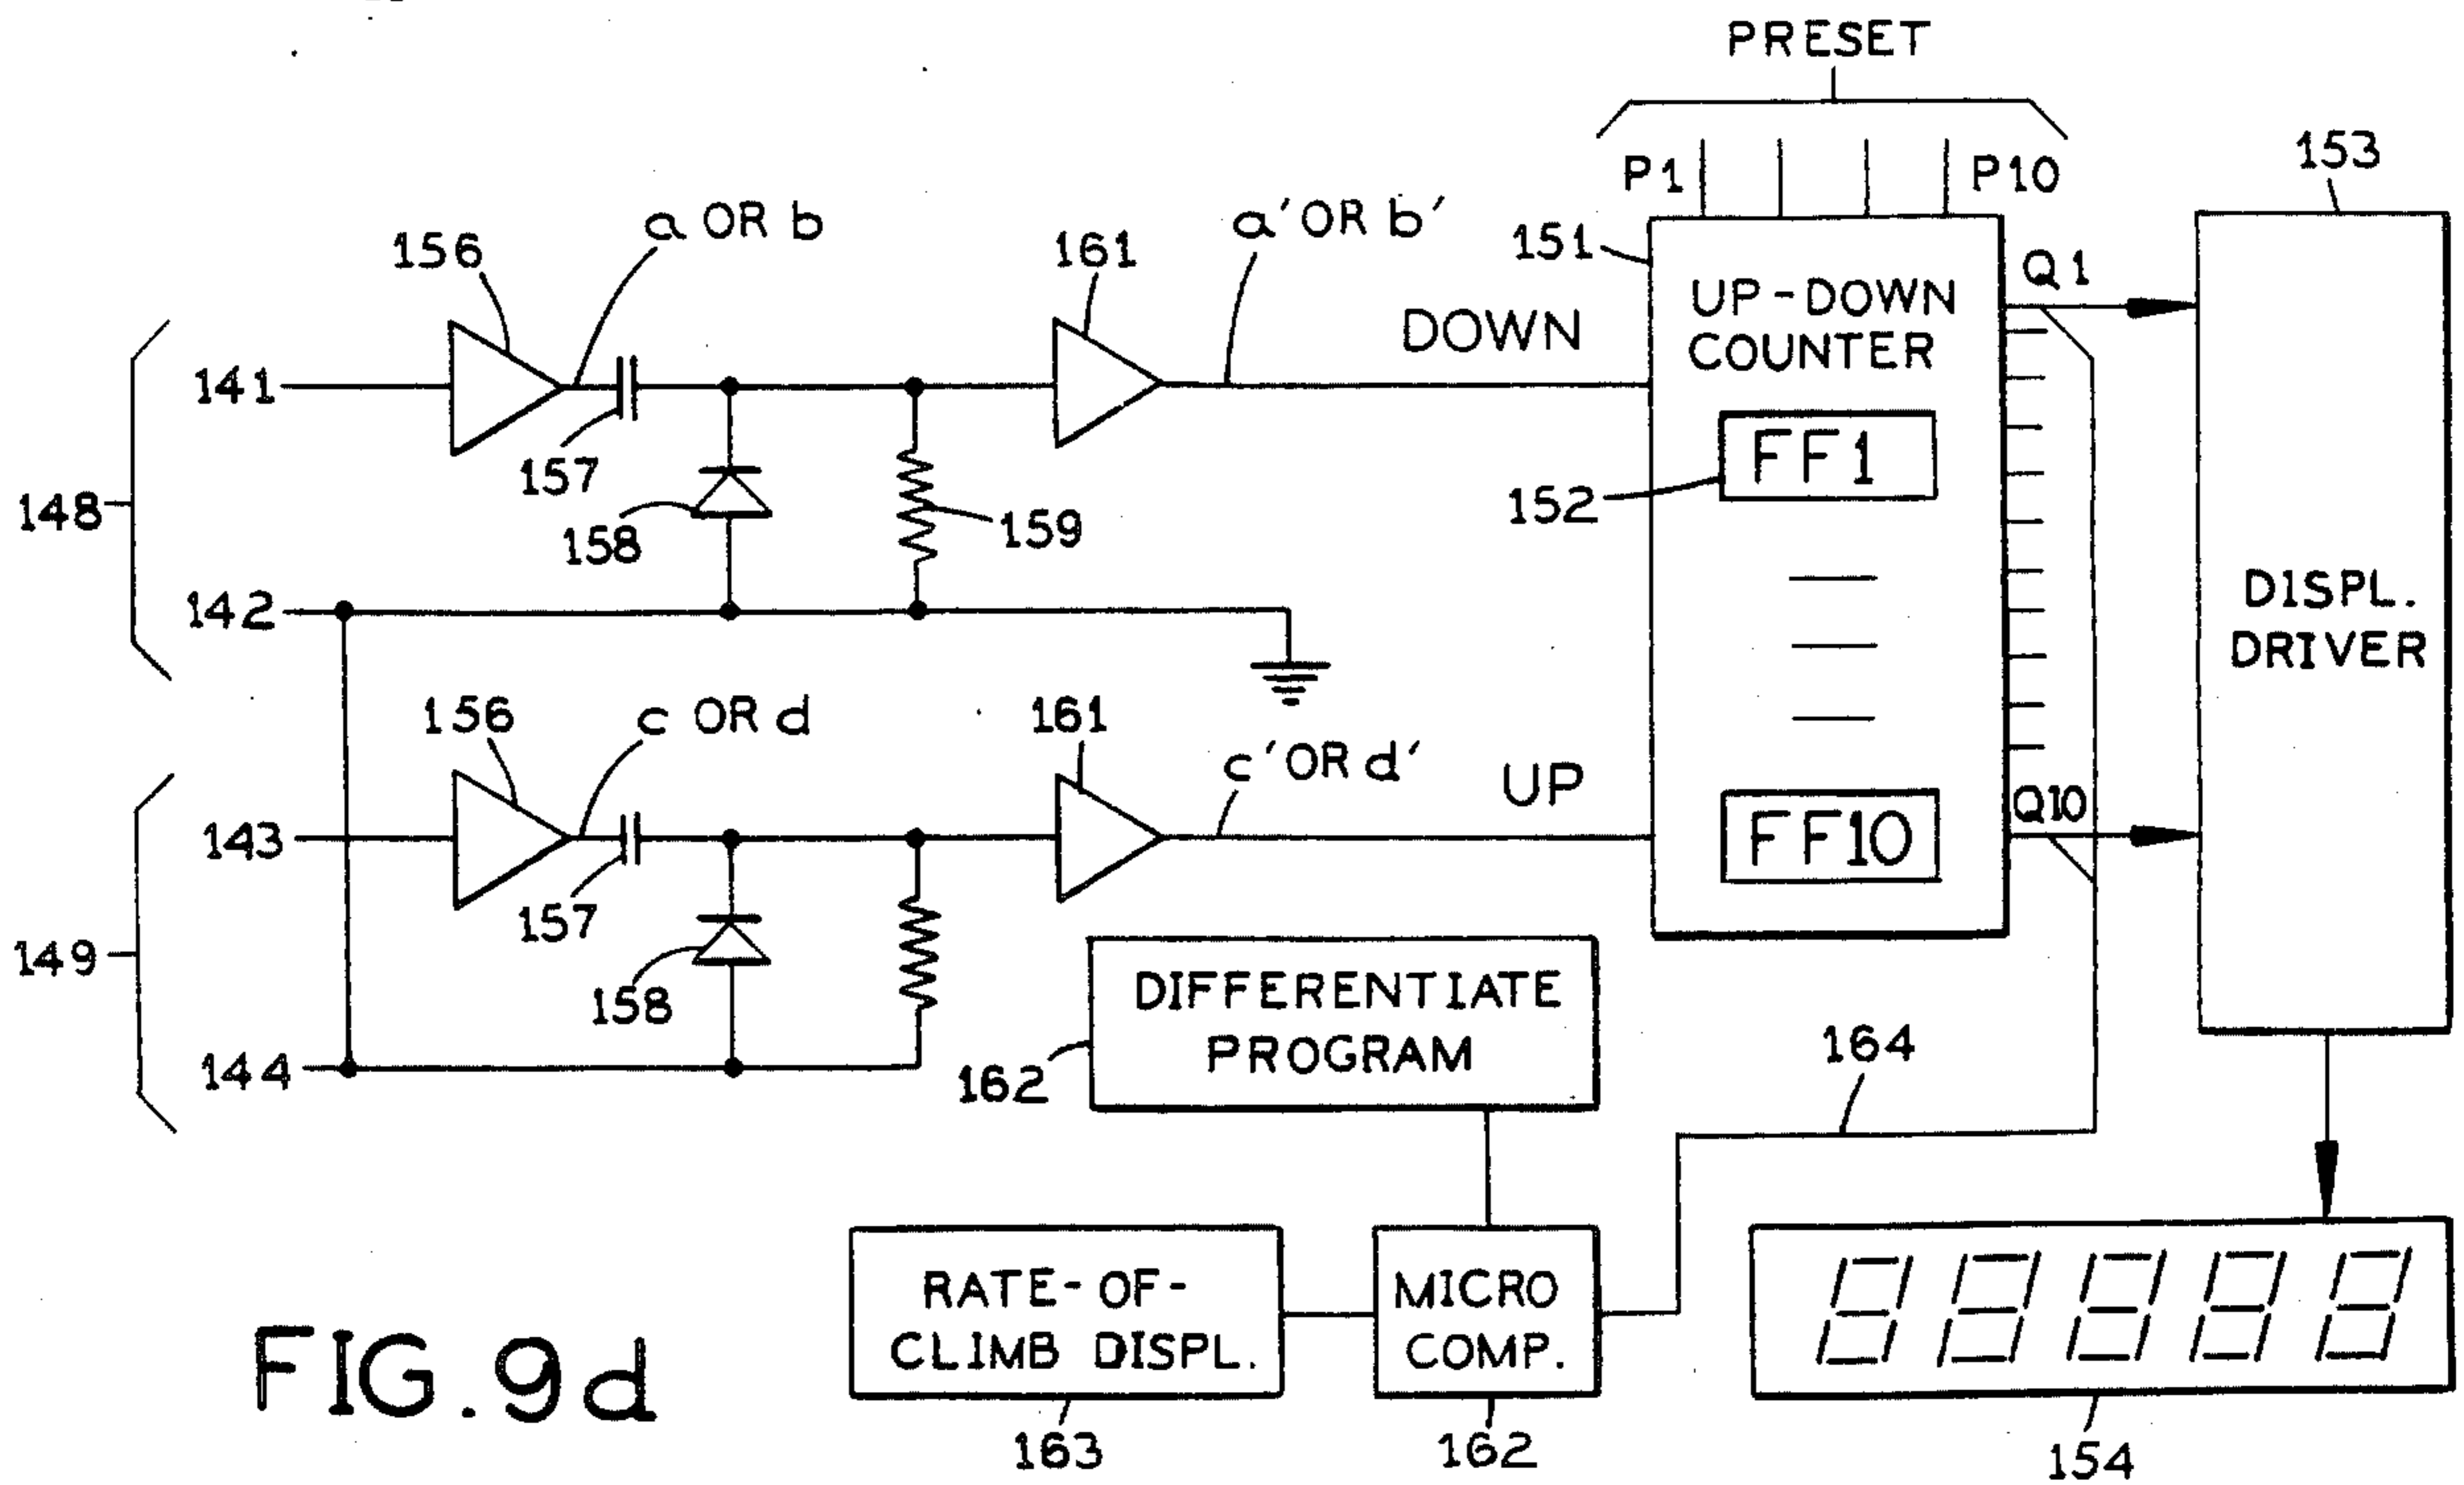 PRESET
P1
P10
153
151
UP-DOWN
COUNTER
Q1
156
a OR b
161
a' OR b'
DOWN
148
141
157
158
159
152
FF1
142
DISPL.
DRIVER
156
c OR d
161
c' OR d'
UP
149
143
157
158
FF10
Q10
144
DIFFERENTIATE
PROGRAM
162
164
RATE-OF-
CLIMB DISPL.
MICRO
COMP.
88888
163
162
154
FIG. 9d